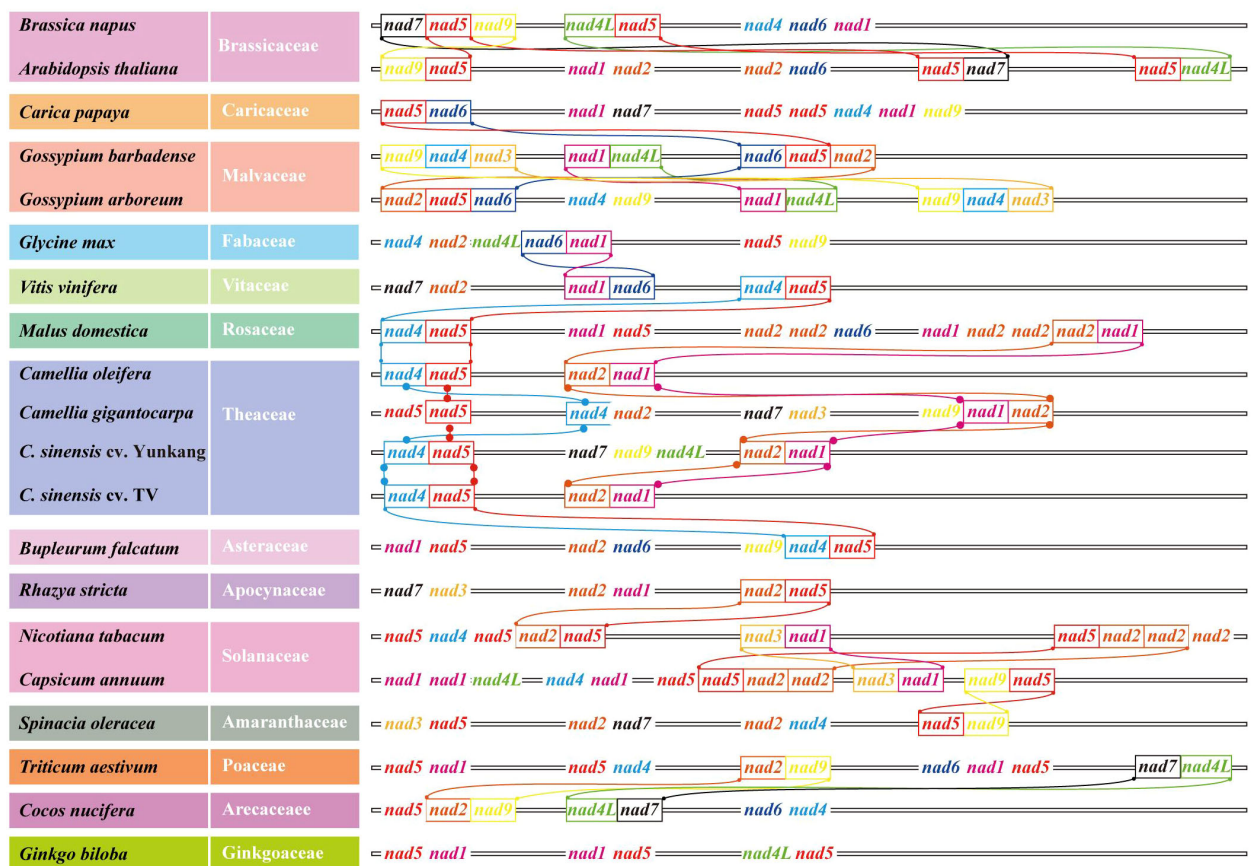 Brassica napus Brassicaceae nad7 nad5 nad9 nad4L nad5 nad4 nad6 nad1
Arabidopsis thaliana nad9 nad5 nad1 nad2 nad2 nad6 nad5 nad7 nad5 nad4L
Carica papaya Caricaceae nad5 nad6 nad1 nad7 nad5 nad5 nad4 nad1 nad9
Gossypium barbadense Malvaceae nad9 nad4 nad3 nad1 nad4L nad6 nad5 nad2
Gossypium arboreum nad2 nad5 nad6 nad4 nad9 nad1 nad4L nad9 nad4 nad3
Glycine max Fabaceae nad4 nad2 nad4L nad6 nad1 nad5 nad9
Vitis vinifera Vitaceae nad7 nad2 nad1 nad6 nad4 nad5
Malus domestica Rosaceae nad4 nad5 nad1 nad5 nad2 nad2 nad6 nad1 nad2 nad2 nad2 nad1
Camellia oleifera nad4 nad5 nad2 nad1
Camellia gigantocarpa Theaceae nad5 nad5 nad4 nad2 nad7 nad3 nad9 nad1 nad2
C. sinensis cv. Yunkang nad4 nad5 nad7 nad9 nad4L nad2 nad1
C. sinensis cv. TV nad4 nad5 nad2 nad1
Bupleurum falcatum Asteraceae nad1 nad5 nad2 nad6 nad9 nad4 nad5
Rhazya stricta Apocynaceae nad7 nad3 nad2 nad1 nad2 nad5
Nicotiana tabacum Solanaceae nad5 nad4 nad5 nad2 nad5 nad3 nad1 nad5 nad2 nad2 nad2
Capsicum annuum nad1 nad1 nad4L nad4 nad1 nad5 nad5 nad2 nad2 nad3 nad1 nad9 nad5
Spinacia oleracea Amaranthaceae nad3 nad5 nad2 nad7 nad2 nad4 nad5 nad9
Triticum aestivum Poaceae nad5 nad1 nad5 nad4 nad2 nad9 nad6 nad1 nad5 nad7 nad4L
Cocos nucifera Arecaceaee nad5 nad2 nad9 nad4L nad7 nad6 nad4
Ginkgo biloba Ginkgoaceae nad5 nad1 nad1 nad5 nad4L nad5